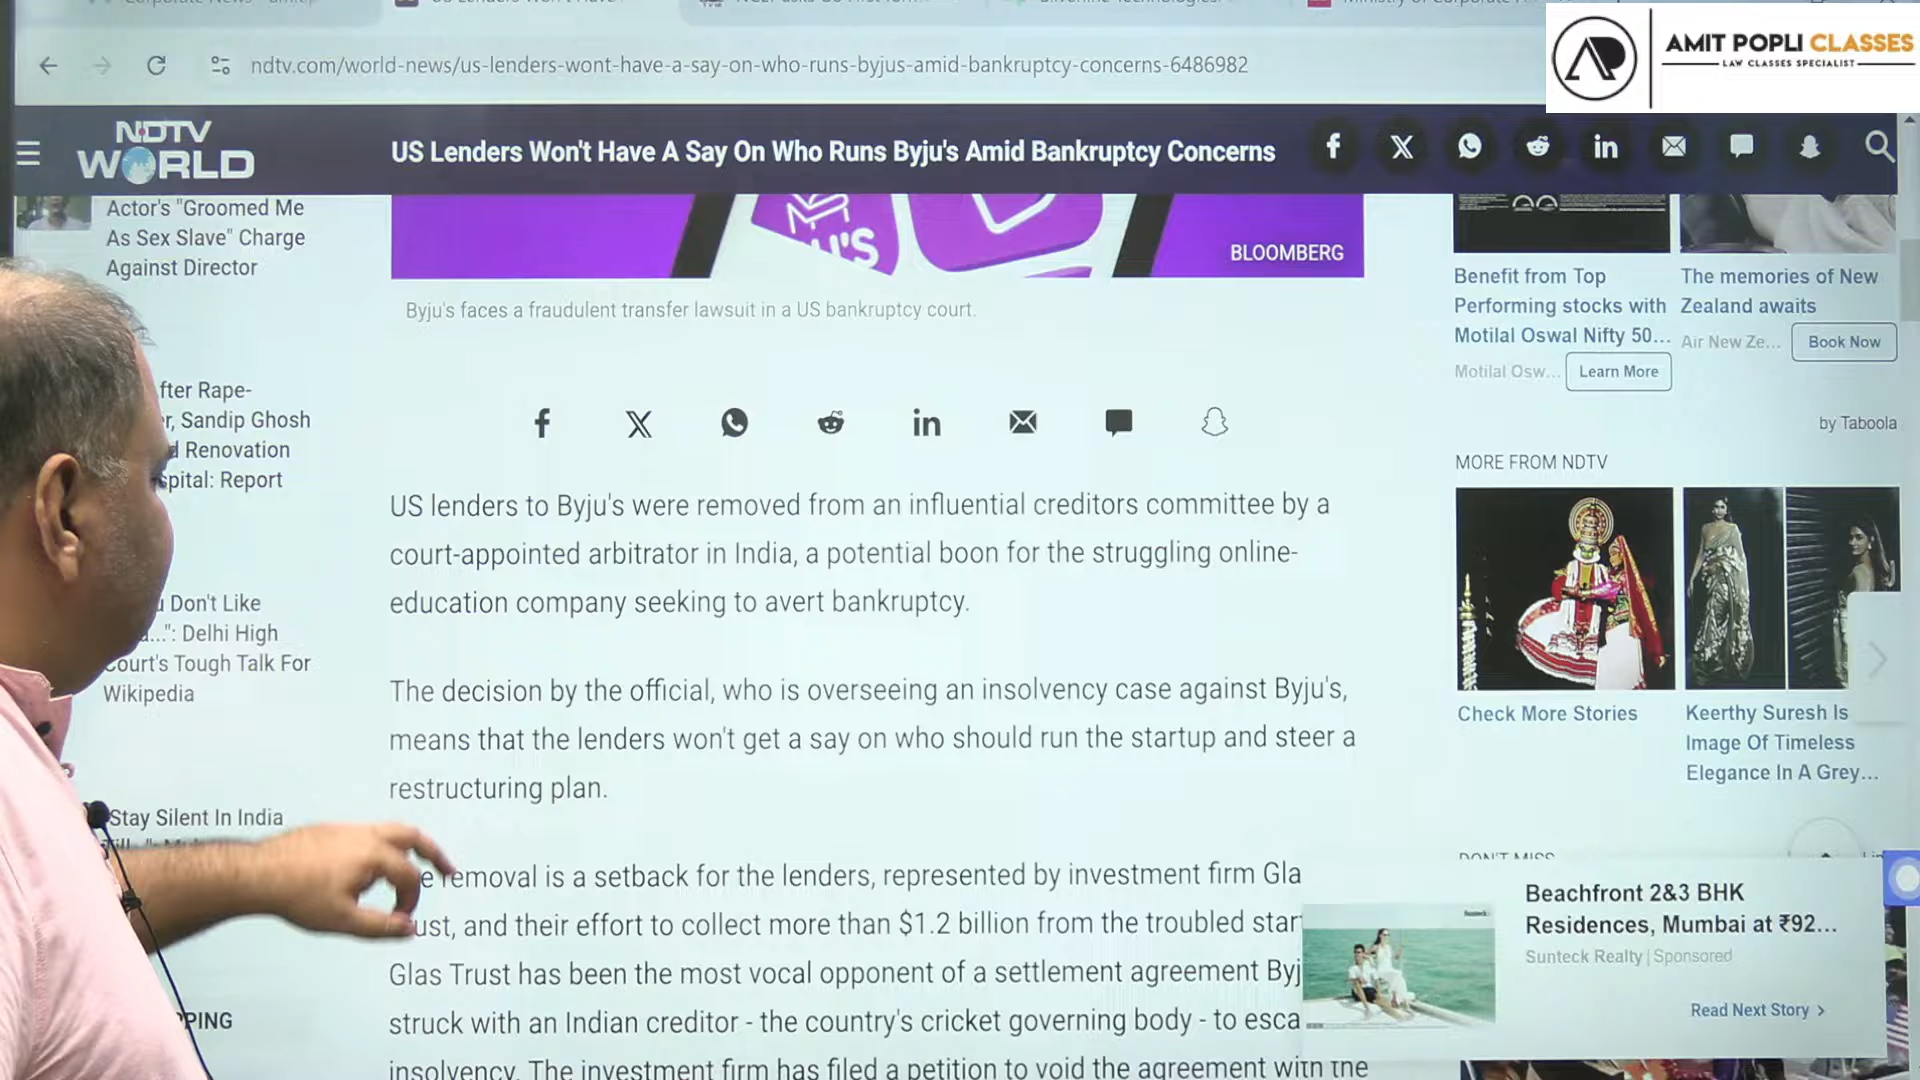 ndtv.com/world-news/us-lenders-wont-have-a-say-on-who-runs-byjus-amid-bankruptcy-concerns-6486982
AMIT POPLI CLASSES
LAW CLASSES SPECIALIST
NDTV
WORLD
US Lenders Won't Have A Say On Who Runs Byju's Amid Bankruptcy Concerns
Actor's "Groomed Me
As Sex Slave" Charge
Against Director
BLOOMBERG
Byju's faces a fraudulent transfer lawsuit in a US bankruptcy court.
fter Rape-
r, Sandip Ghosh
d Renovation
spital: Report
Don't Like
": Delhi High
ourt's Tough Talk For
Wikipedia
Stay Silent In India
PING
US lenders to Byju's were removed from an influential creditors committee by a
court-appointed arbitrator in India, a potential boon for the struggling online-
education company seeking to avert bankruptcy.
The decision by the official, who is overseeing an insolvency case against Byju's,
means that the lenders won't get a say on who should run the startup and steer a
restructuring plan.
e removal is a setback for the lenders, represented by investment firm Gla
ust, and their effort to collect more than $1.2 billion from the troubled star
Glas Trust has been the most vocal opponent of a settlement agreement Byj
struck with an Indian creditor - the country's cricket governing body - to esca
insolvency. The investment firm has filed a petition to void the agreement with the
Benefit from Top
Performing stocks with
Motilal Oswal Nifty 50...
Motilal Osw...
Learn More
The memories of New
Zealand awaits
Air New Ze...
Book Now
by Taboola
MORE FROM NDTV
Check More Stories
Keerthy Suresh Is
Image Of Timeless
Elegance In A Grey...
DON'T MISS
Beachfront 2&3 BHK
Residences, Mumbai at ₹92...
Sunteck Realty | Sponsored
Read Next Story >